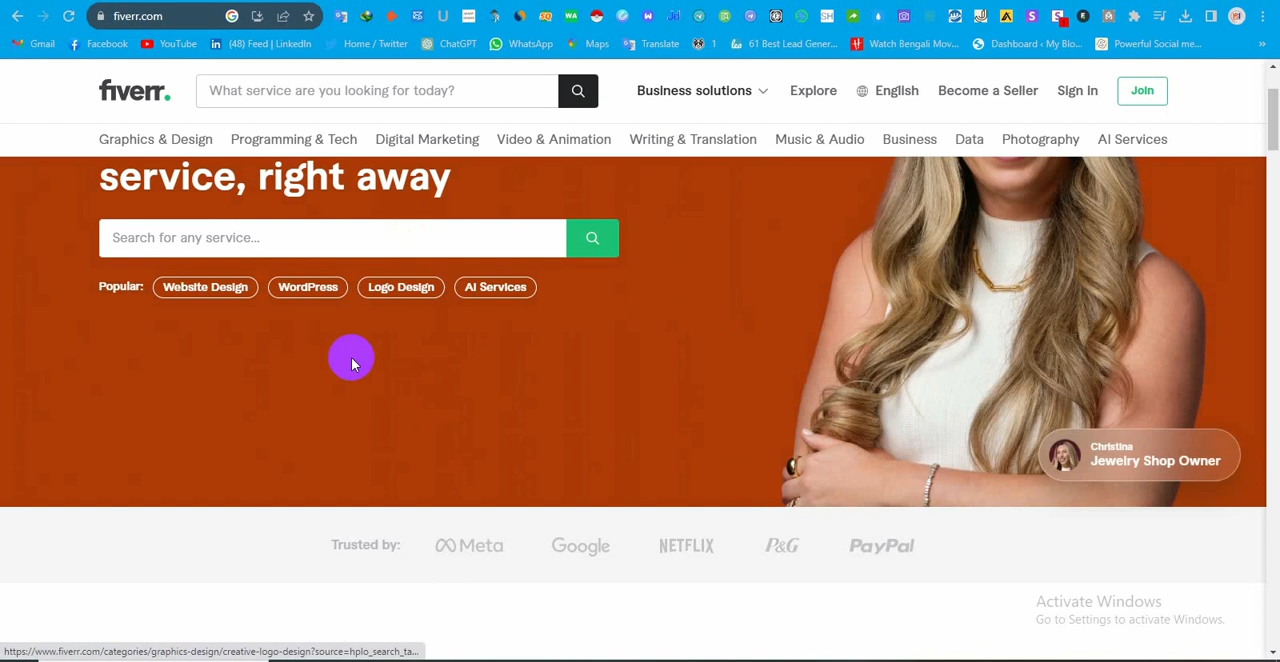 fiverr.com
Gmail Facebook YouTube (48) Feed | LinkedIn Home / Twitter ChatGPT WhatsApp Maps Translate 1 61 Best Lead Gener... Watch Bengali Mov... Dashboard ‹ My Blo... Powerful Social me... »
fiverr. What service are you looking for today? Business solutions Explore English Become a Seller Sign In Join
Graphics & Design Programming & Tech Digital Marketing Video & Animation Writing & Translation Music & Audio Business Data Photography AI Services
service, right away
Search for any service...
Popular: Website Design WordPress Logo Design AI Services
Christina
Jewelry Shop Owner
Trusted by: Meta Google NETFLIX P&G PayPal
Activate Windows
Go to Settings to activate Windows.
https://www.fiverr.com/categories/graphics-design/creative-logo-design?source=hplo_search_ta...